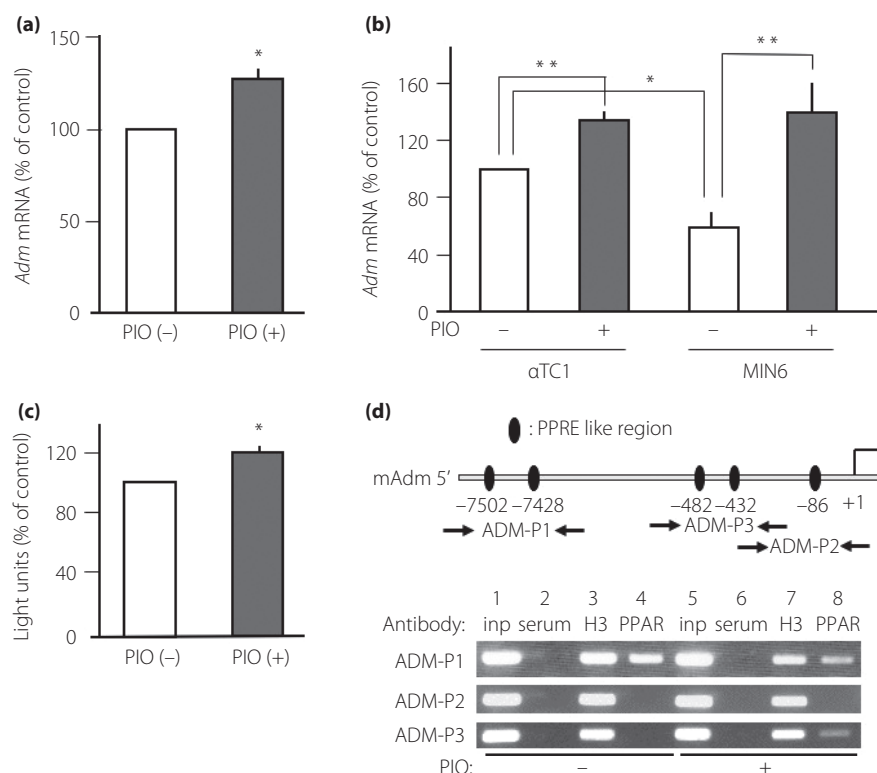 (a)
150
100
50
0
Adm mRNA (% of control)
*
PIO (–) PIO (+)
(b)
160
120
80
40
0
Adm mRNA (% of control)
** * **
PIO – + – +
αTC1 MIN6
(c)
120
80
40
0
Light units (% of control)
*
PIO (–) PIO (+)
(d)
: PPRE like region
mAdm 5′
–7502 –7428 –482 –432 –86 +1
ADM-P1 ADM-P3
ADM-P2
1 2 3 4 5 6 7 8
Antibody: inp serum H3 PPAR inp serum H3 PPAR
ADM-P1
ADM-P2
ADM-P3
PIO: – +